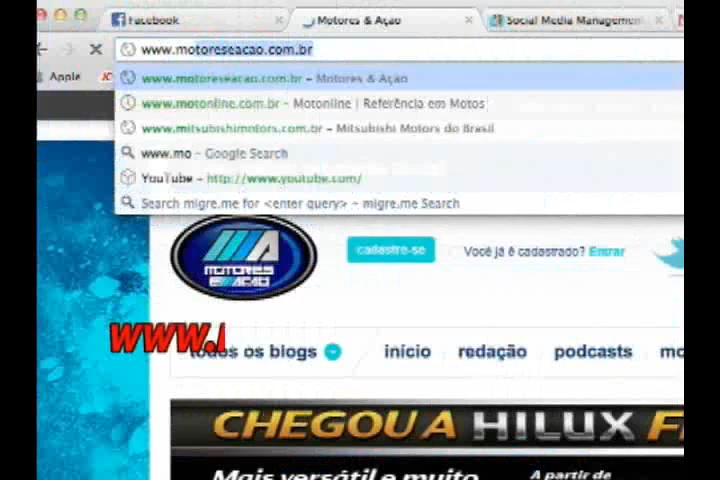 Facebook
Motores & Ação
Social Media Management
www.motoreseacao.com.br
Apple
www.motoreseacao.com.br - Motores & Ação
www.motonline.com.br - Motonline | Referência em Motos
www.mitsubishimotors.com.br - Mitsubishi Motors do Brasil
www.mo - Google Search
YouTube - http://www.youtube.com/
Search migre.me for <enter query> - migre.me Search
MOTORES
E AÇÃO
cadastre-se
Você já é cadastrado? Entrar
www.
todos os blogs
início
redação
podcasts
mo
CHEGOU A HILUX F
Mais versátil e muito
A partir de